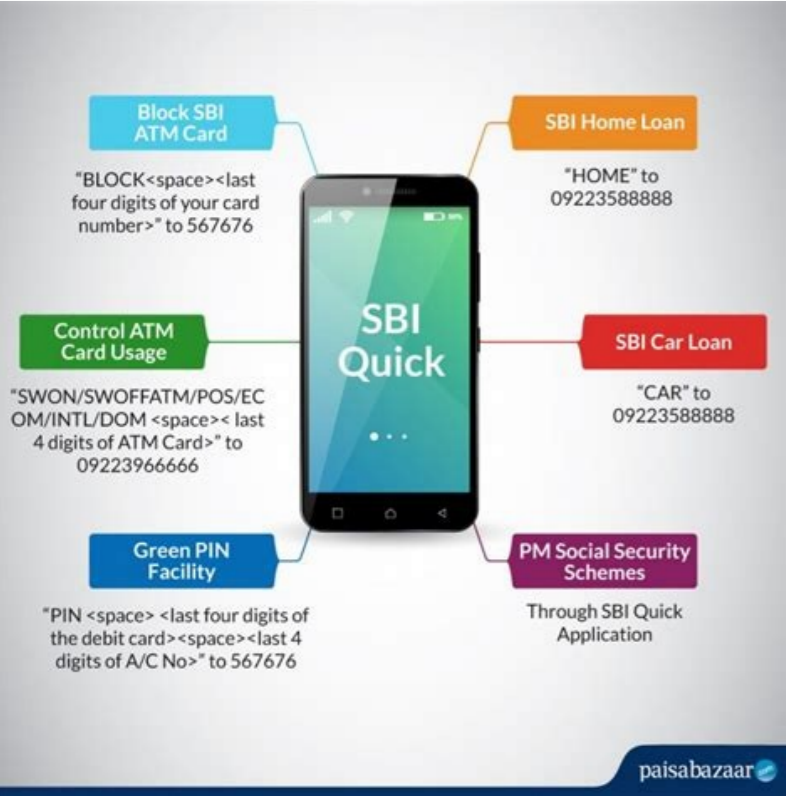 Block SBI
ATM Card
"BLOCK<space><last
four digits of your card
number>" to 567676
SBI Home Loan
"HOME" to
09223588888
SBI
Quick
Control ATM
Card Usage
"SWON/SWOFFATM/POS/EC
OM/INTL/DOM <space>< last
4 digits of ATM Card>" to
09223966666
SBI Car Loan
"CAR" to
09223588888
Green PIN
Facility
"PIN <space> <last four digits of
the debit card><space><last 4
digits of A/C No>" to 567676
PM Social Security
Schemes
Through SBI Quick
Application
paisabazaar